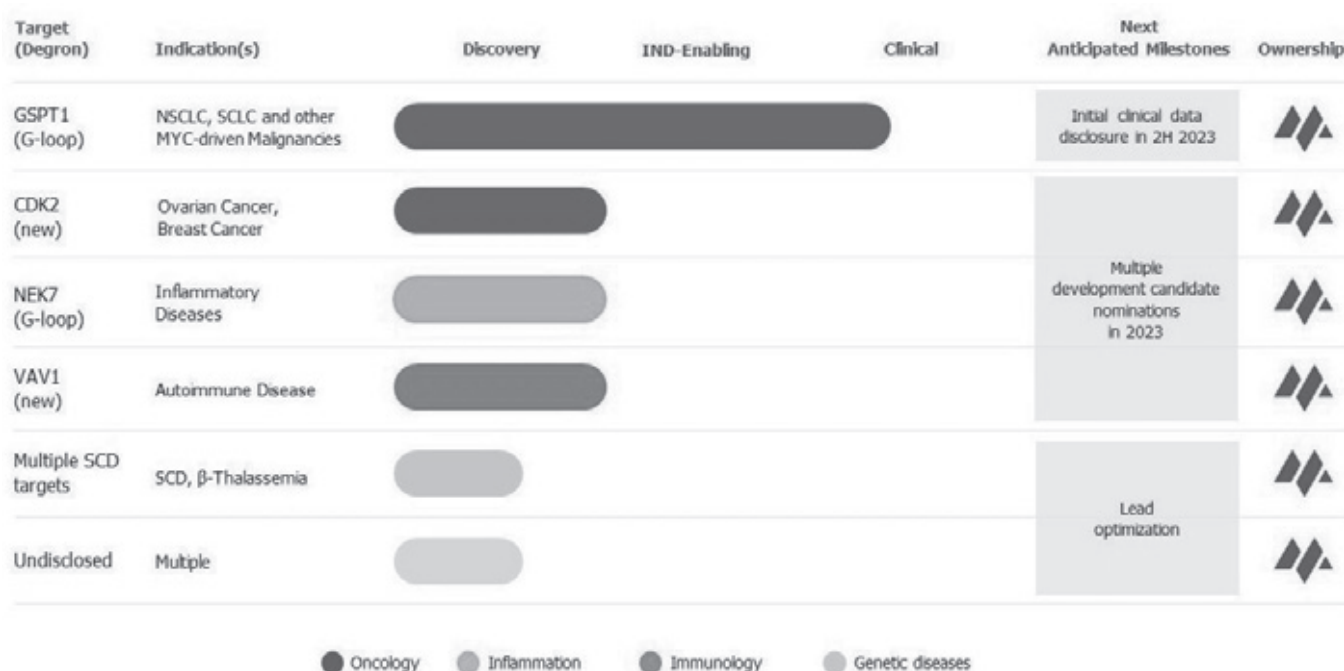 Target
(Degron)
Indication(s)
Discovery
IND-Enabling
Clinical
Next
Anticipated Milestones
Ownership
GSPT1
(G-loop)
NSCLC, SCLC and other
MYC-driven Malignancies
Initial clinical data
disclosure in 2H 2023
CDK2
(new)
Ovarian Cancer,
Breast Cancer
NEK7
(G-loop)
Inflammatory
Diseases
Multiple
development candidate
nominations
in 2023
VAV1
(new)
Autoimmune Disease
Multiple SCD
targets
SCD, β-Thalassemia
Lead
optimization
Undisclosed
Multiple
Oncology
Inflammation
Immunology
Genetic diseases